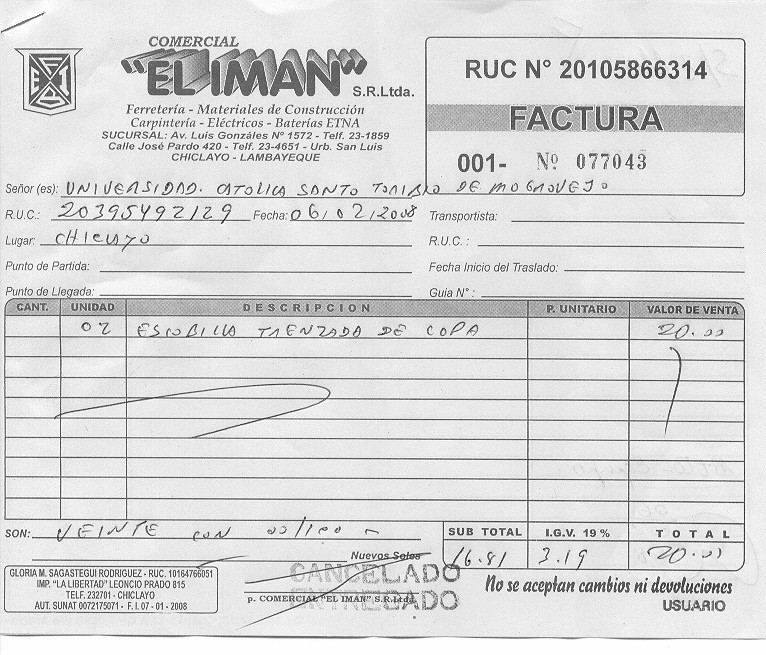 COMERCIAL
"EL IMAN" S.R.Ltda.
Ferretería - Materiales de Construcción
Carpintería - Eléctricos - Baterías ETNA
SUCURSAL: Av. Luis Gonzáles Nº 1572 - Telf. 23-1859
Calle José Pardo 420 - Telf. 23-4651 - Urb. San Luis
CHICLAYO - LAMBAYEQUE
RUC N° 20105866314
FACTURA
001- Nº 077043
Señor (es): UNIVERSIDAD CATOLICA SANTO TORIBIO DE MOGROVEJO
R.U.C.: 20395492129 Fecha: 06/02/2008 Transportista:
Lugar: CHICLAYO R.U.C.:
Punto de Partida: Fecha Inicio del Traslado:
Punto de Llegada: Guia N° :
CANT. UNIDAD DESCRIPCION P. UNITARIO VALOR DE VENTA
02 ESCOBILLA TRENZADA DE COPA 20.00
SON: VEINTE CON 00/100
Nuevos Soles
SUB TOTAL I.G.V. 19% TOTAL
16.81 3.19 20.00
GLORIA M. SAGASTEGUI RODRIGUEZ - RUC. 10164766051
IMP. "LA LIBERTAD" LEONCIO PRADO 815
TELF. 232701 - CHICLAYO
AUT. SUNAT 0072175071 - F. I. 07 - 01 - 2008
CANCELADO
p. COMERCIAL "EL IMAN" S.R.Ltda.
ENTREGADO
No se aceptan cambios ni devoluciones
USUARIO